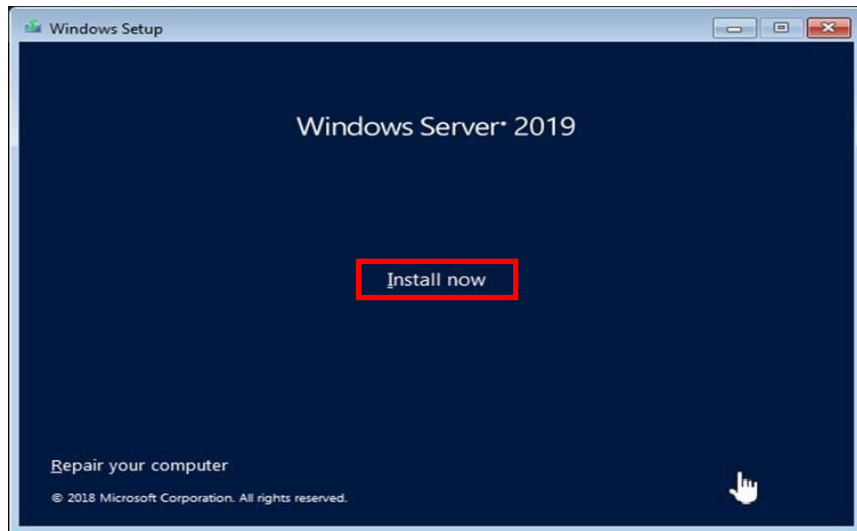 Windows Setup
Windows Server® 2019
Install now
Repair your computer
© 2018 Microsoft Corporation. All rights reserved.